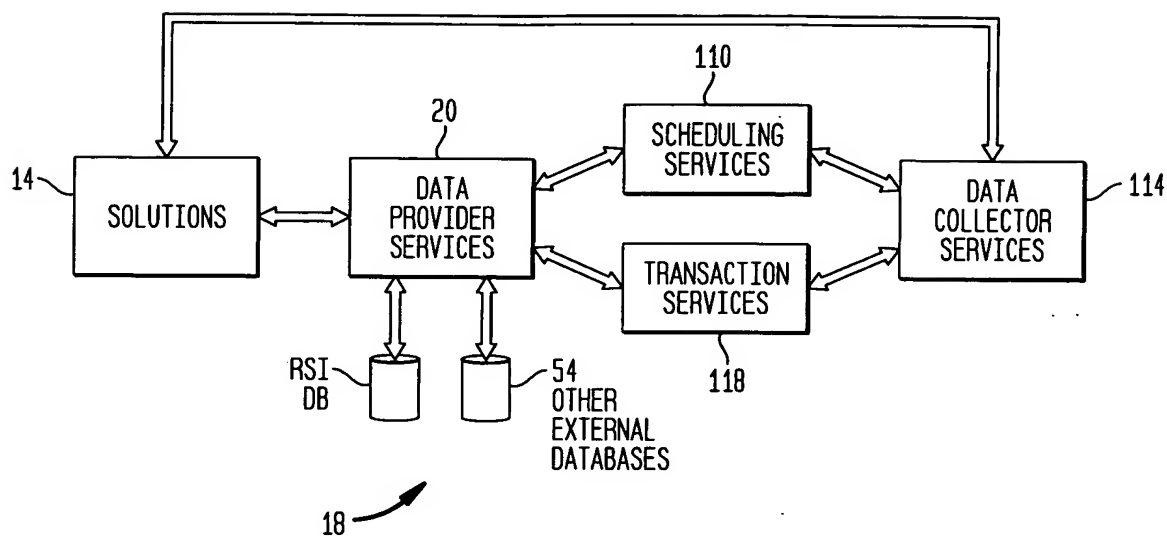 110
20
SCHEDULING
SERVICES
14
SOLUTIONS
DATA
PROVIDER
SERVICES
DATA
COLLECTOR
SERVICES
114
TRANSACTION
SERVICES
118
RSI
DB
54
OTHER
EXTERNAL
DATABASES
18